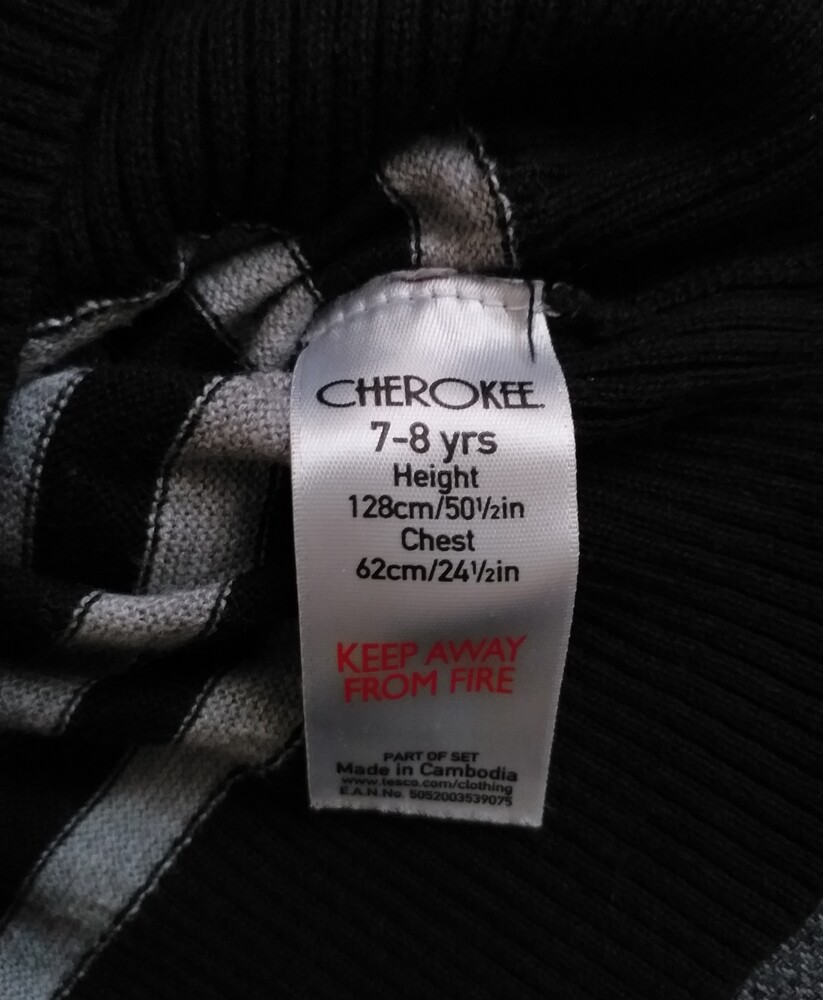 CHEROKEE.
7-8 yrs
Height
128cm/50½in
Chest
62cm/24½in
KEEP AWAY
FROM FIRE
PART OF SET
Made in Cambodia
www.tesco.com/clothing
E.A.N.No. 5052003539075